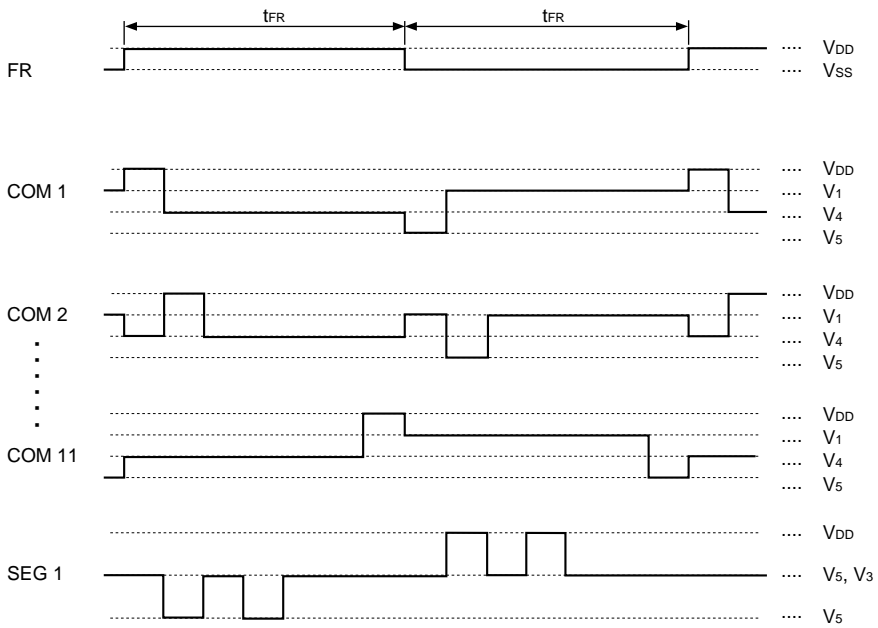 tFR tFR
FR
.... VDD
.... VSS
COM 1
.... VDD
.... V1
.... V4
.... V5
COM 2
.... VDD
.... V1
.... V4
.... V5
COM 11
.... VDD
.... V1
.... V4
.... V5
SEG 1
.... VDD
.... V5, V3
.... V5